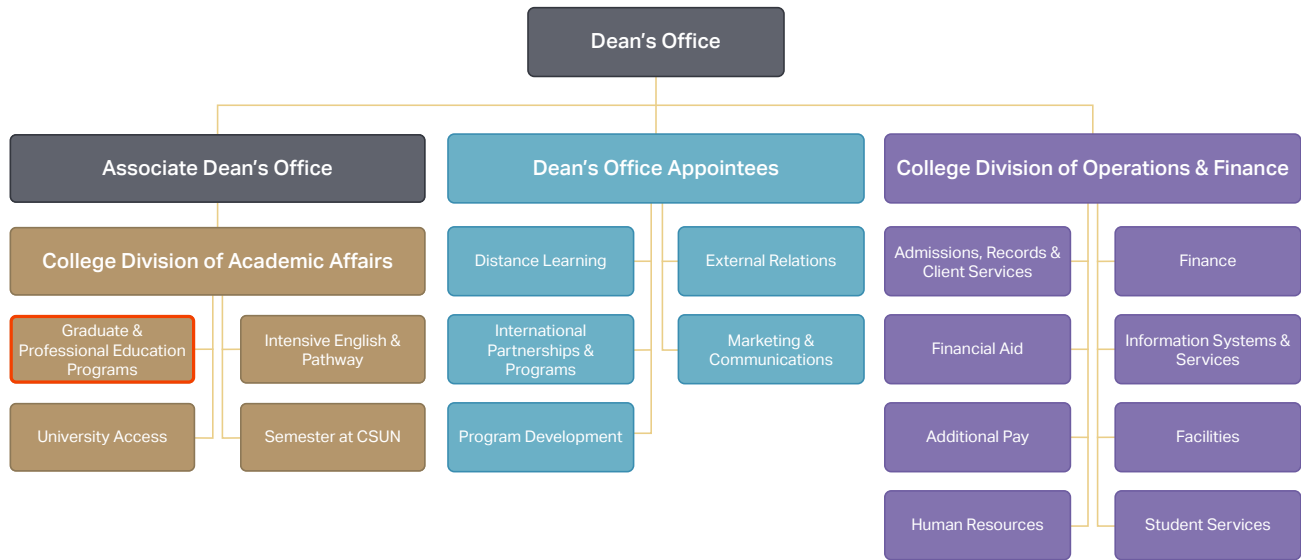 Dean’s Office
Associate Dean’s Office
Dean’s Office Appointees
College Division of Operations & Finance
College Division of Academic Affairs
Graduate &
Professional Education
Programs
Intensive English &
Pathway
University Access
Semester at CSUN
Distance Learning
External Relations
International
Partnerships &
Programs
Marketing &
Communications
Program Development
Admissions, Records &
Client Services
Finance
Financial Aid
Information Systems &
Services
Additional Pay
Facilities
Human Resources
Student Services